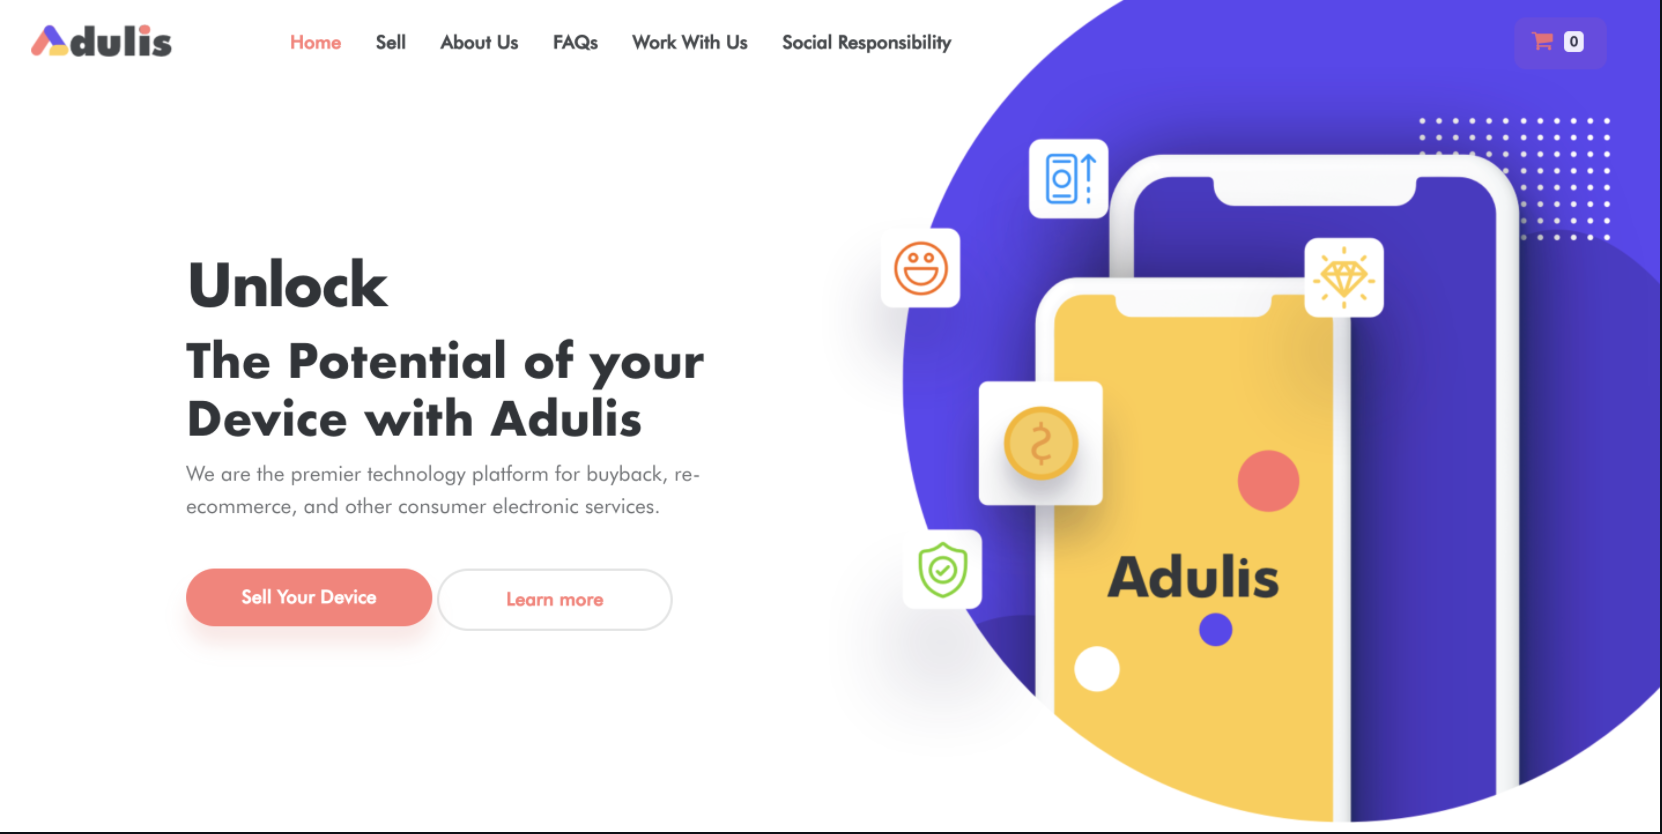 Adulis
Home Sell About Us FAQs Work With Us Social Responsibility
0
Unlock
The Potential of your
Device with Adulis
We are the premier technology platform for buyback, re-
ecommerce, and other consumer electronic services.
Sell Your Device
Learn more
Adulis